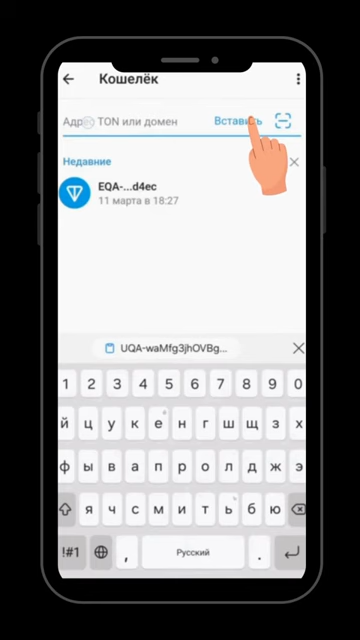 Кошелёк
Адрес TON или домен Вставить
Недавние
EQA-...d4ec
11 марта в 18:27
UQA-waMfg3jhOVBg...
1 2 3 4 5 6 7 8 9 0
й ц у к е н г ш щ з х
ф ы в а п р о л д ж э
я ч с м и т ь б ю
!#1 , Русский .